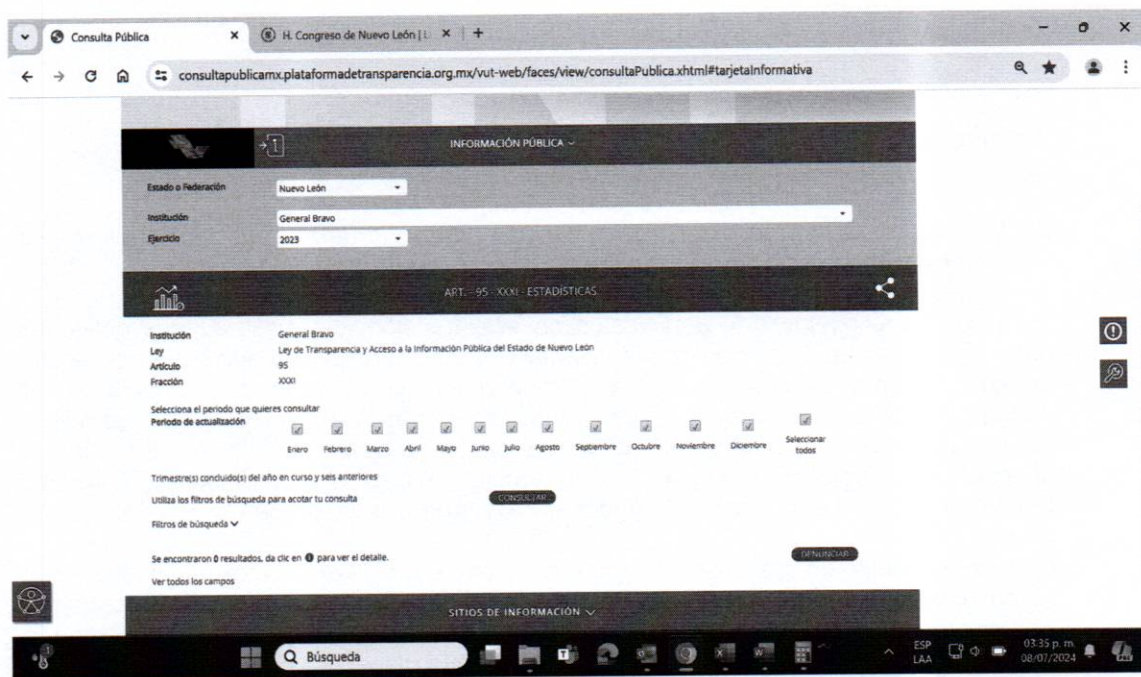 Consulta Pública
H. Congreso de Nuevo León | L
consultapublicamx.plataformadetransparencia.org.mx/vut-web/faces/view/consultaPublica.xhtml#tarjetaInformativa
INFORMACIÓN PÚBLICA
Estado o Federación Nuevo León
Institución General Bravo
Ejercicio 2023
ART. - 95 - XXXI - ESTADÍSTICAS
Institución General Bravo
Ley Ley de Transparencia y Acceso a la Información Pública del Estado de Nuevo León
Artículo 95
Fracción XXXI
Selecciona el periodo que quieres consultar
Periodo de actualización
Enero Febrero Marzo Abril Mayo Junio Julio Agosto Septiembre Octubre Noviembre Diciembre Seleccionar todos
Trimestre(s) concluido(s) del año en curso y seis anteriores
Utiliza los filtros de búsqueda para acotar tu consulta CONSULTAR
Filtros de búsqueda
Se encontraron 0 resultados, da clic en i para ver el detalle. DENUNCIAR
Ver todos los campos
SITIOS DE INFORMACIÓN
Búsqueda
ESP
LAA
03:35 p. m.
08/07/2024